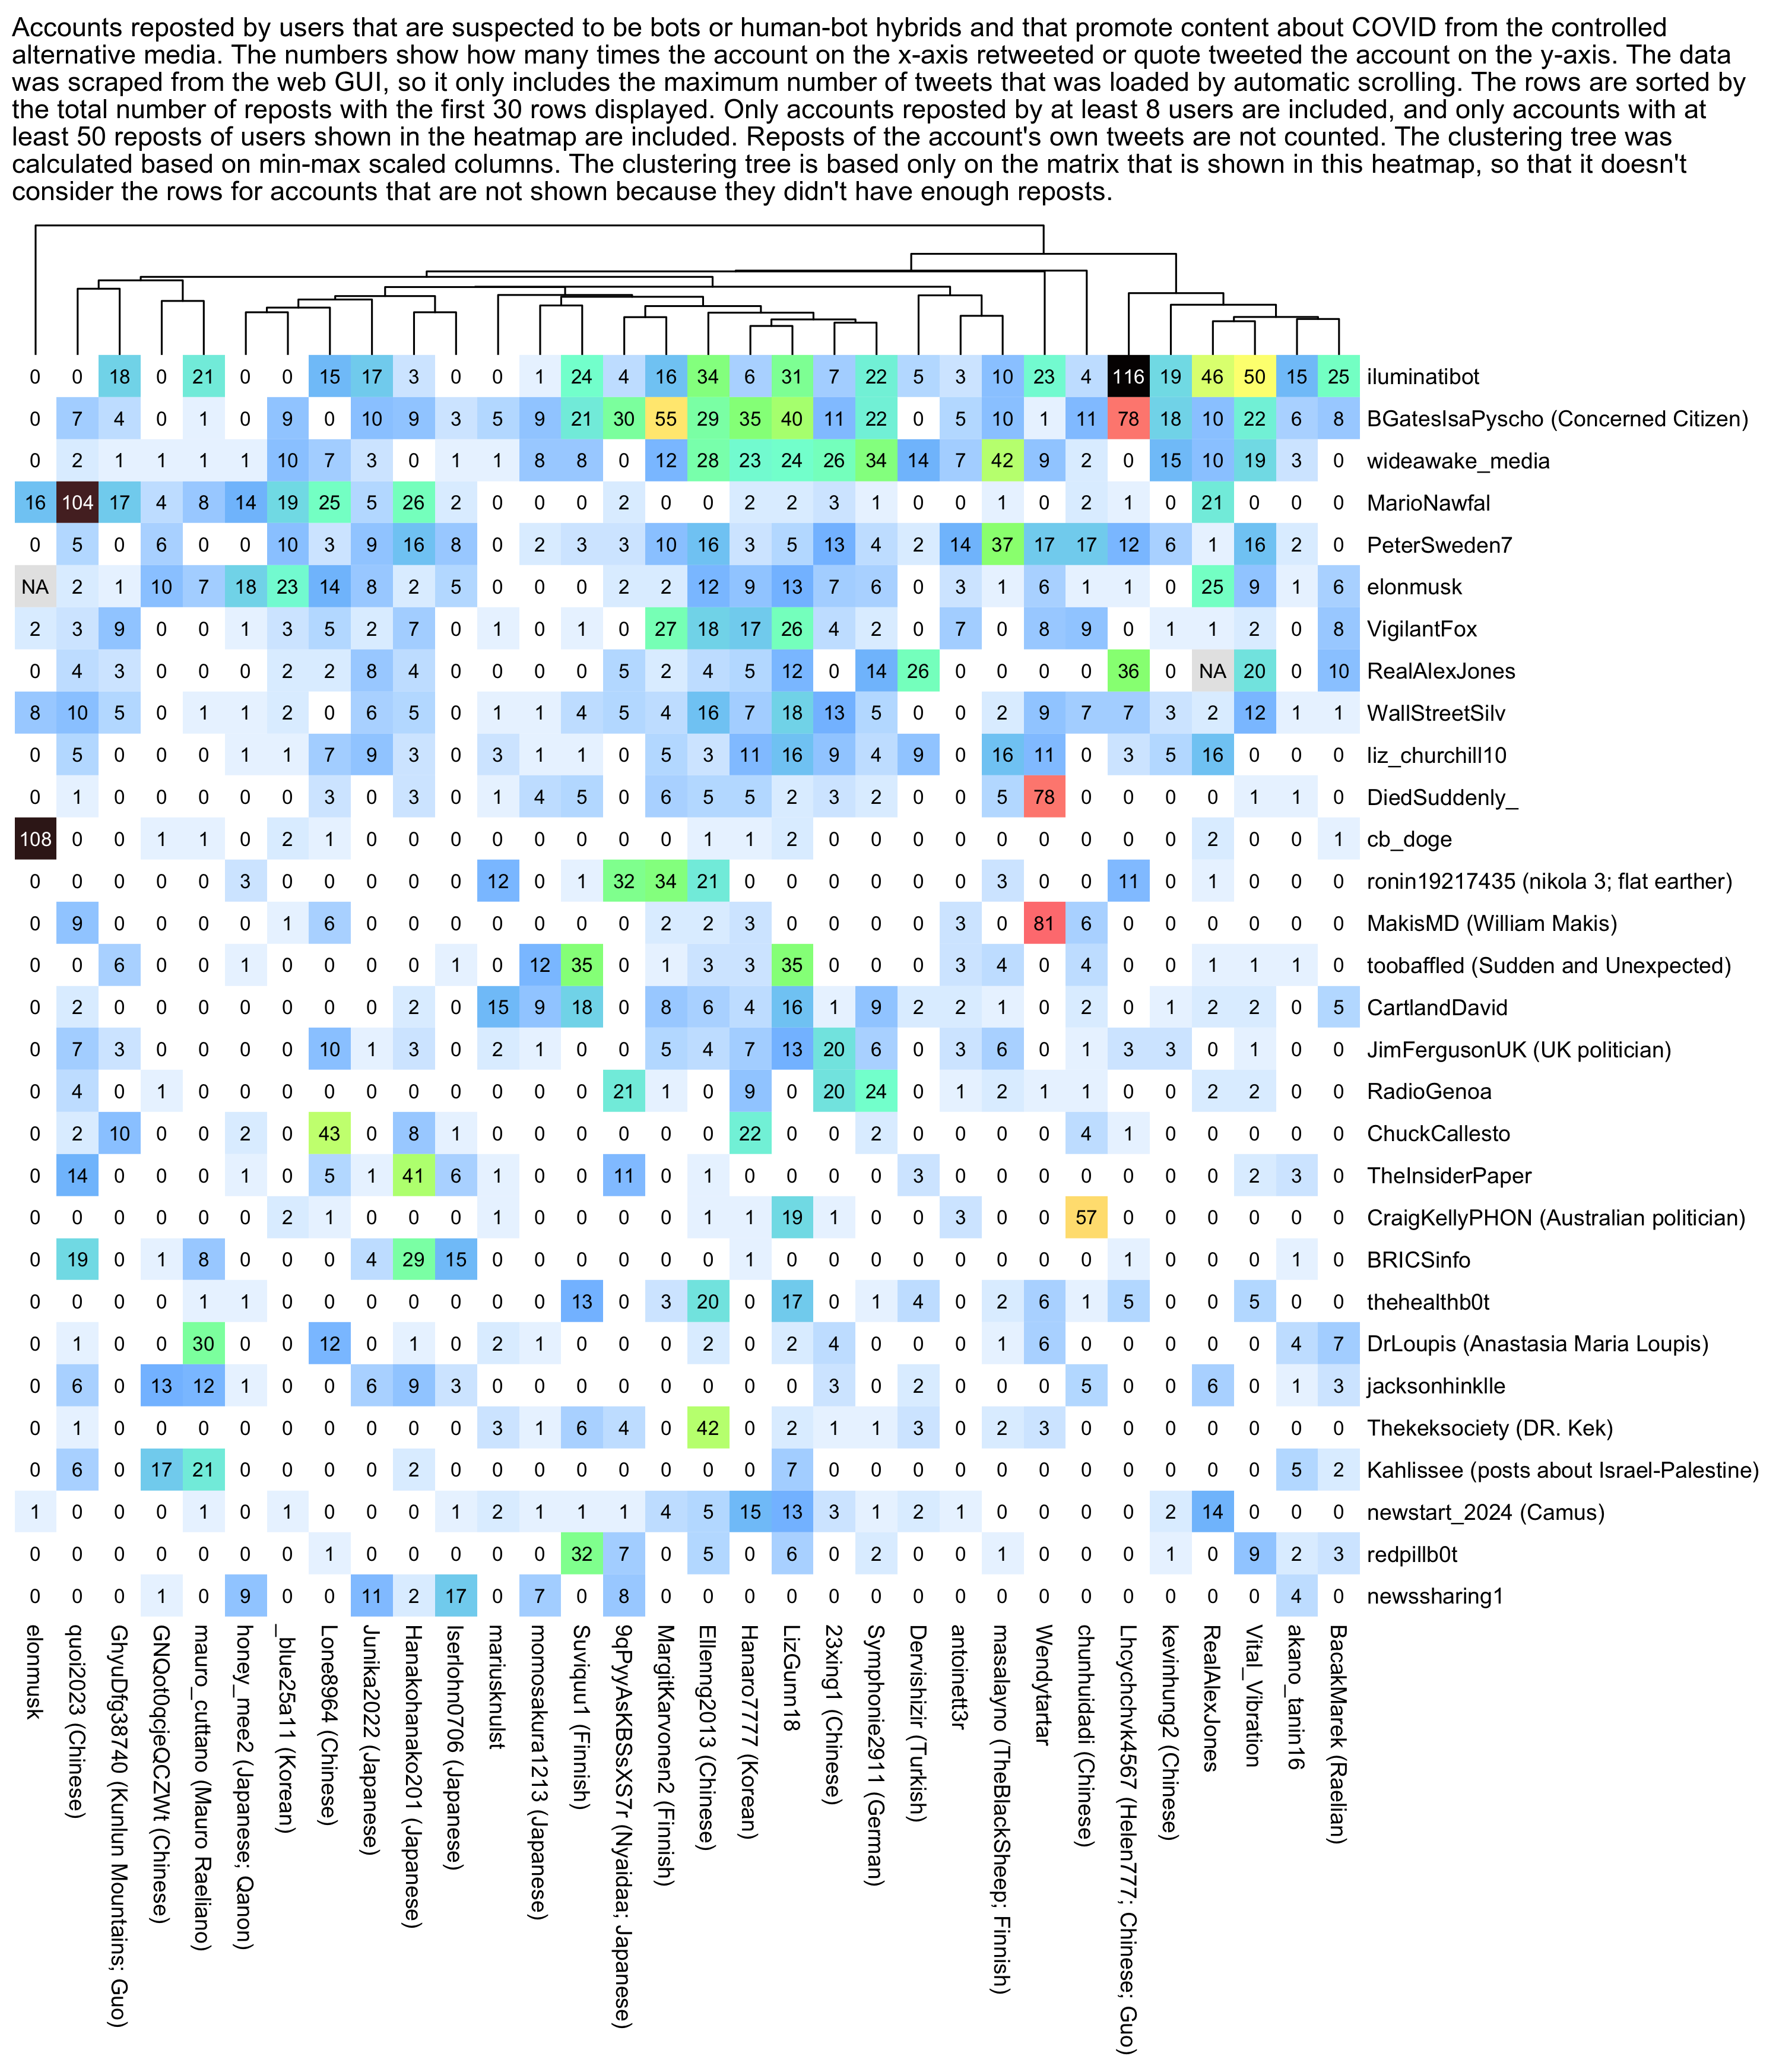 Accounts reposted by users that are suspected to be bots or human-bot hybrids and that promote content about COVID from the controlled
alternative media. The numbers show how many times the account on the x-axis retweeted or quote tweeted the account on the y-axis. The data
was scraped from the web GUI, so it only includes the maximum number of tweets that was loaded by automatic scrolling. The rows are sorted by
the total number of reposts with the first 30 rows displayed. Only accounts reposted by at least 8 users are included, and only accounts with at
least 50 reposts of users shown in the heatmap are included. Reposts of the account's own tweets are not counted. The clustering tree was
calculated based on min-max scaled columns. The clustering tree is based only on the matrix that is shown in this heatmap, so that it doesn't
consider the rows for accounts that are not shown because they didn't have enough reposts.
0 0 18 0 21 0 0 15 17 3 0 0 1 24 4 16 34 6 31 7 22 5 3 10 23 4 116 19 46 50 15 25 iluminatibot
0 7 4 0 1 0 9 0 10 9 3 5 9 21 30 55 29 35 40 11 22 0 5 10 1 11 78 18 10 22 6 8 BGatesIsaPyscho (Concerned Citizen)
0 2 1 1 1 1 10 7 3 0 1 1 8 8 0 12 28 23 24 26 34 14 7 42 9 2 0 15 10 19 3 0 wideawake_media
16 104 17 4 8 14 19 25 5 26 2 0 0 0 2 0 0 2 2 3 1 0 0 1 0 2 1 0 21 0 0 0 MarioNawfal
0 5 0 6 0 0 10 3 9 16 8 0 2 3 3 10 16 3 5 13 4 2 14 37 17 17 12 6 1 16 2 0 PeterSweden7
NA 2 1 10 7 18 23 14 8 2 5 0 0 0 2 2 12 9 13 7 6 0 3 1 6 1 1 0 25 9 1 6 elonmusk
2 3 9 0 0 1 3 5 2 7 0 1 0 1 0 27 18 17 26 4 2 0 7 0 8 9 0 1 1 2 0 8 VigilantFox
0 4 3 0 0 0 2 2 8 4 0 0 0 0 5 2 4 5 12 0 14 26 0 0 0 0 36 0 NA 20 0 10 RealAlexJones
8 10 5 0 1 1 2 0 6 5 0 1 1 4 5 4 16 7 18 13 5 0 0 2 9 7 7 3 2 12 1 1 WallStreetSilv
0 5 0 0 0 1 1 7 9 3 0 3 1 1 0 5 3 11 16 9 4 9 0 16 11 0 3 5 16 0 0 0 liz_churchill10
0 1 0 0 0 0 0 3 0 3 0 1 4 5 0 6 5 5 2 3 2 0 0 5 78 0 0 0 0 1 1 0 DiedSuddenly_
108 0 0 1 1 0 2 1 0 0 0 0 0 0 0 0 1 1 2 0 0 0 0 0 0 0 0 0 2 0 0 1 cb_doge
0 0 0 0 0 3 0 0 0 0 0 12 0 1 32 34 21 0 0 0 0 0 0 3 0 0 11 0 1 0 0 0 ronin19217435 (nikola 3; flat earther)
0 9 0 0 0 0 1 6 0 0 0 0 0 0 0 2 2 3 0 0 0 0 3 0 81 6 0 0 0 0 0 0 MakisMD (William Makis)
0 0 6 0 0 1 0 0 0 0 1 0 12 35 0 1 3 3 35 0 0 0 3 4 0 4 0 0 1 1 1 0 toobaffled (Sudden and Unexpected)
0 2 0 0 0 0 0 0 0 2 0 15 9 18 0 8 6 4 16 1 9 2 2 1 0 2 0 1 2 2 0 5 CartlandDavid
0 7 3 0 0 0 0 10 1 3 0 2 1 0 0 5 4 7 13 20 6 0 3 6 0 1 3 3 0 1 0 0 JimFergusonUK (UK politician)
0 4 0 1 0 0 0 0 0 0 0 0 0 0 21 1 0 9 0 20 24 0 1 2 1 1 0 0 2 2 0 0 RadioGenoa
0 2 10 0 0 2 0 43 0 8 1 0 0 0 0 0 0 22 0 0 2 0 0 0 0 4 1 0 0 0 0 0 ChuckCallesto
0 14 0 0 0 1 0 5 1 41 6 1 0 0 11 0 1 0 0 0 0 3 0 0 0 0 0 0 0 2 3 0 TheInsiderPaper
0 0 0 0 0 0 2 1 0 0 0 1 0 0 0 0 1 1 19 1 0 0 3 0 0 57 0 0 0 0 0 0 CraigKellyPHON (Australian politician)
0 19 0 1 8 0 0 0 4 29 15 0 0 0 0 0 0 1 0 0 0 0 0 0 0 0 1 0 0 0 1 0 BRICSinfo
0 0 0 0 1 1 0 0 0 0 0 0 0 13 0 3 20 0 17 0 1 4 0 2 6 1 5 0 0 5 0 0 thehealthb0t
0 1 0 0 30 0 0 12 0 1 0 2 1 0 0 0 2 0 2 4 0 0 0 1 6 0 0 0 0 0 4 7 DrLoupis (Anastasia Maria Loupis)
0 6 0 13 12 1 0 0 6 9 3 0 0 0 0 0 0 0 0 3 0 2 0 0 0 5 0 0 6 0 1 3 jacksonhinklle
0 1 0 0 0 0 0 0 0 0 0 3 1 6 4 0 42 0 2 1 1 3 0 2 3 0 0 0 0 0 0 0 Thekeksociety (DR. Kek)
0 6 0 17 21 0 0 0 0 2 0 0 0 0 0 0 0 0 7 0 0 0 0 0 0 0 0 0 0 0 5 2 Kahlissee (posts about Israel-Palestine)
1 0 0 0 1 0 1 0 0 0 1 2 1 1 1 4 5 15 13 3 1 2 1 0 0 0 0 2 14 0 0 0 newstart_2024 (Camus)
0 0 0 0 0 0 0 1 0 0 0 0 0 32 7 0 5 0 6 0 2 0 0 1 0 0 0 1 0 9 2 3 redpillb0t
0 0 0 1 0 9 0 0 11 2 17 0 7 0 8 0 0 0 0 0 0 0 0 0 0 0 0 0 0 0 4 0 newssharing1
elonmusk
quoi2023 (Chinese)
GhyuDfg38740 (Kunlun Mountains; Guo)
GNQot0qcjeQCZWt (Chinese)
mauro_cuttano (Mauro Raeliano)
honey_mee2 (Japanese; Qanon)
_blue25a11 (Korean)
Lone8964 (Chinese)
Junika2022 (Japanese)
Hanakohanako201 (Japanese)
Iserlohn0706 (Japanese)
mariusknulst
momosakura1213 (Japanese)
Suviquu1 (Finnish)
9qPyyAsKBSsXS7r (Nyaidaa; Japanese)
MargitKarvonen2 (Finnish)
Ellenng2013 (Chinese)
Hanaro7777 (Korean)
LizGunn18
23xing1 (Chinese)
Symphonie2911 (German)
Dervishizir (Turkish)
antoinett3r
masalayno (TheBlackSheep; Finnish)
Wendytartar
chunhuidadi (Chinese)
Lhcychchvk4567 (Helen777; Chinese; Guo)
kevinhung2 (Chinese)
RealAlexJones
Vital_Vibration
akano_tanin16
BacakMarek (Raelian)